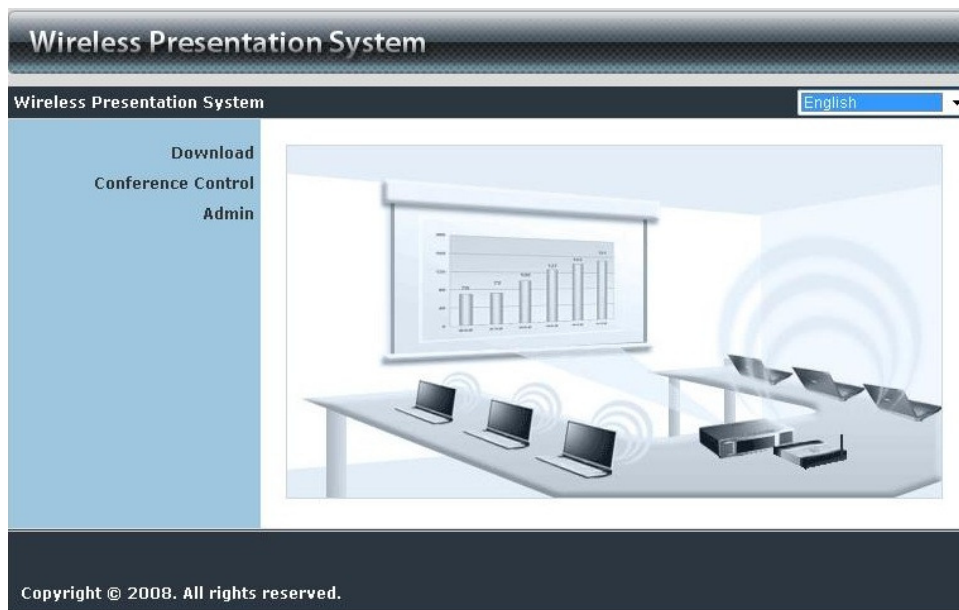 Wireless Presentation System
Wireless Presentation System
English
Download
Conference Control
Admin
Copyright © 2008. All rights reserved.